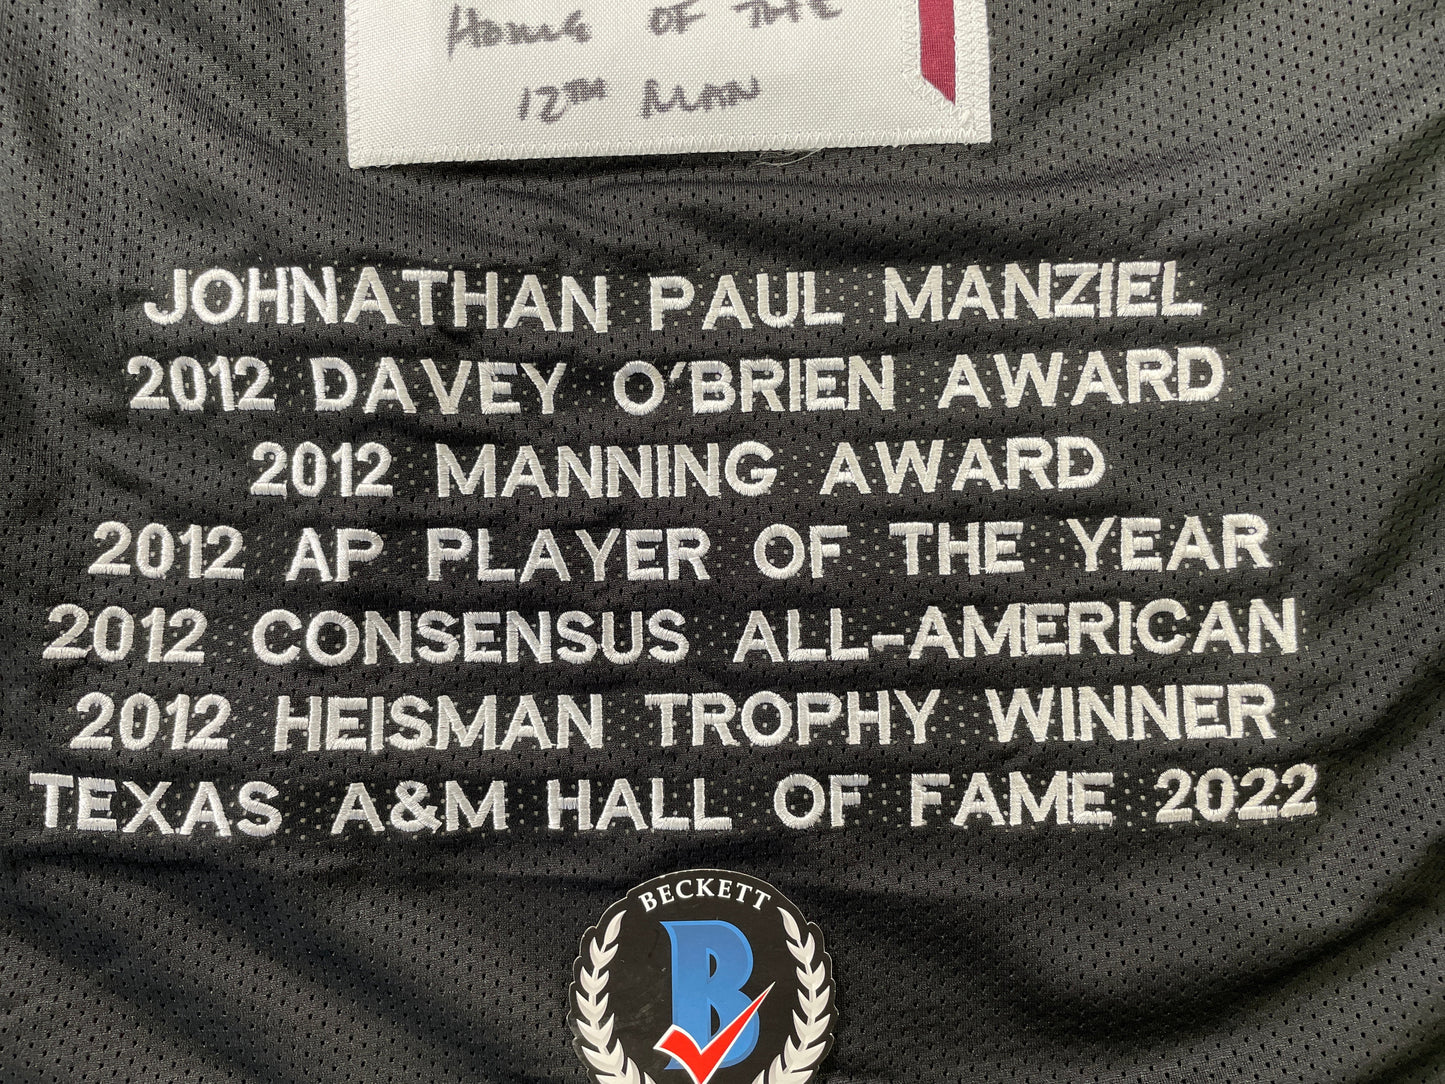 Home OF THE
12TH MAN
JOHNATHAN PAUL MANZIEL
2012 DAVEY O'BRIEN AWARD
2012 MANNING AWARD
2012 AP PLAYER OF THE YEAR
2012 CONSENSUS ALL-AMERICAN
2012 HEISMAN TROPHY WINNER
TEXAS A&M HALL OF FAME 2022
BECKETT
B